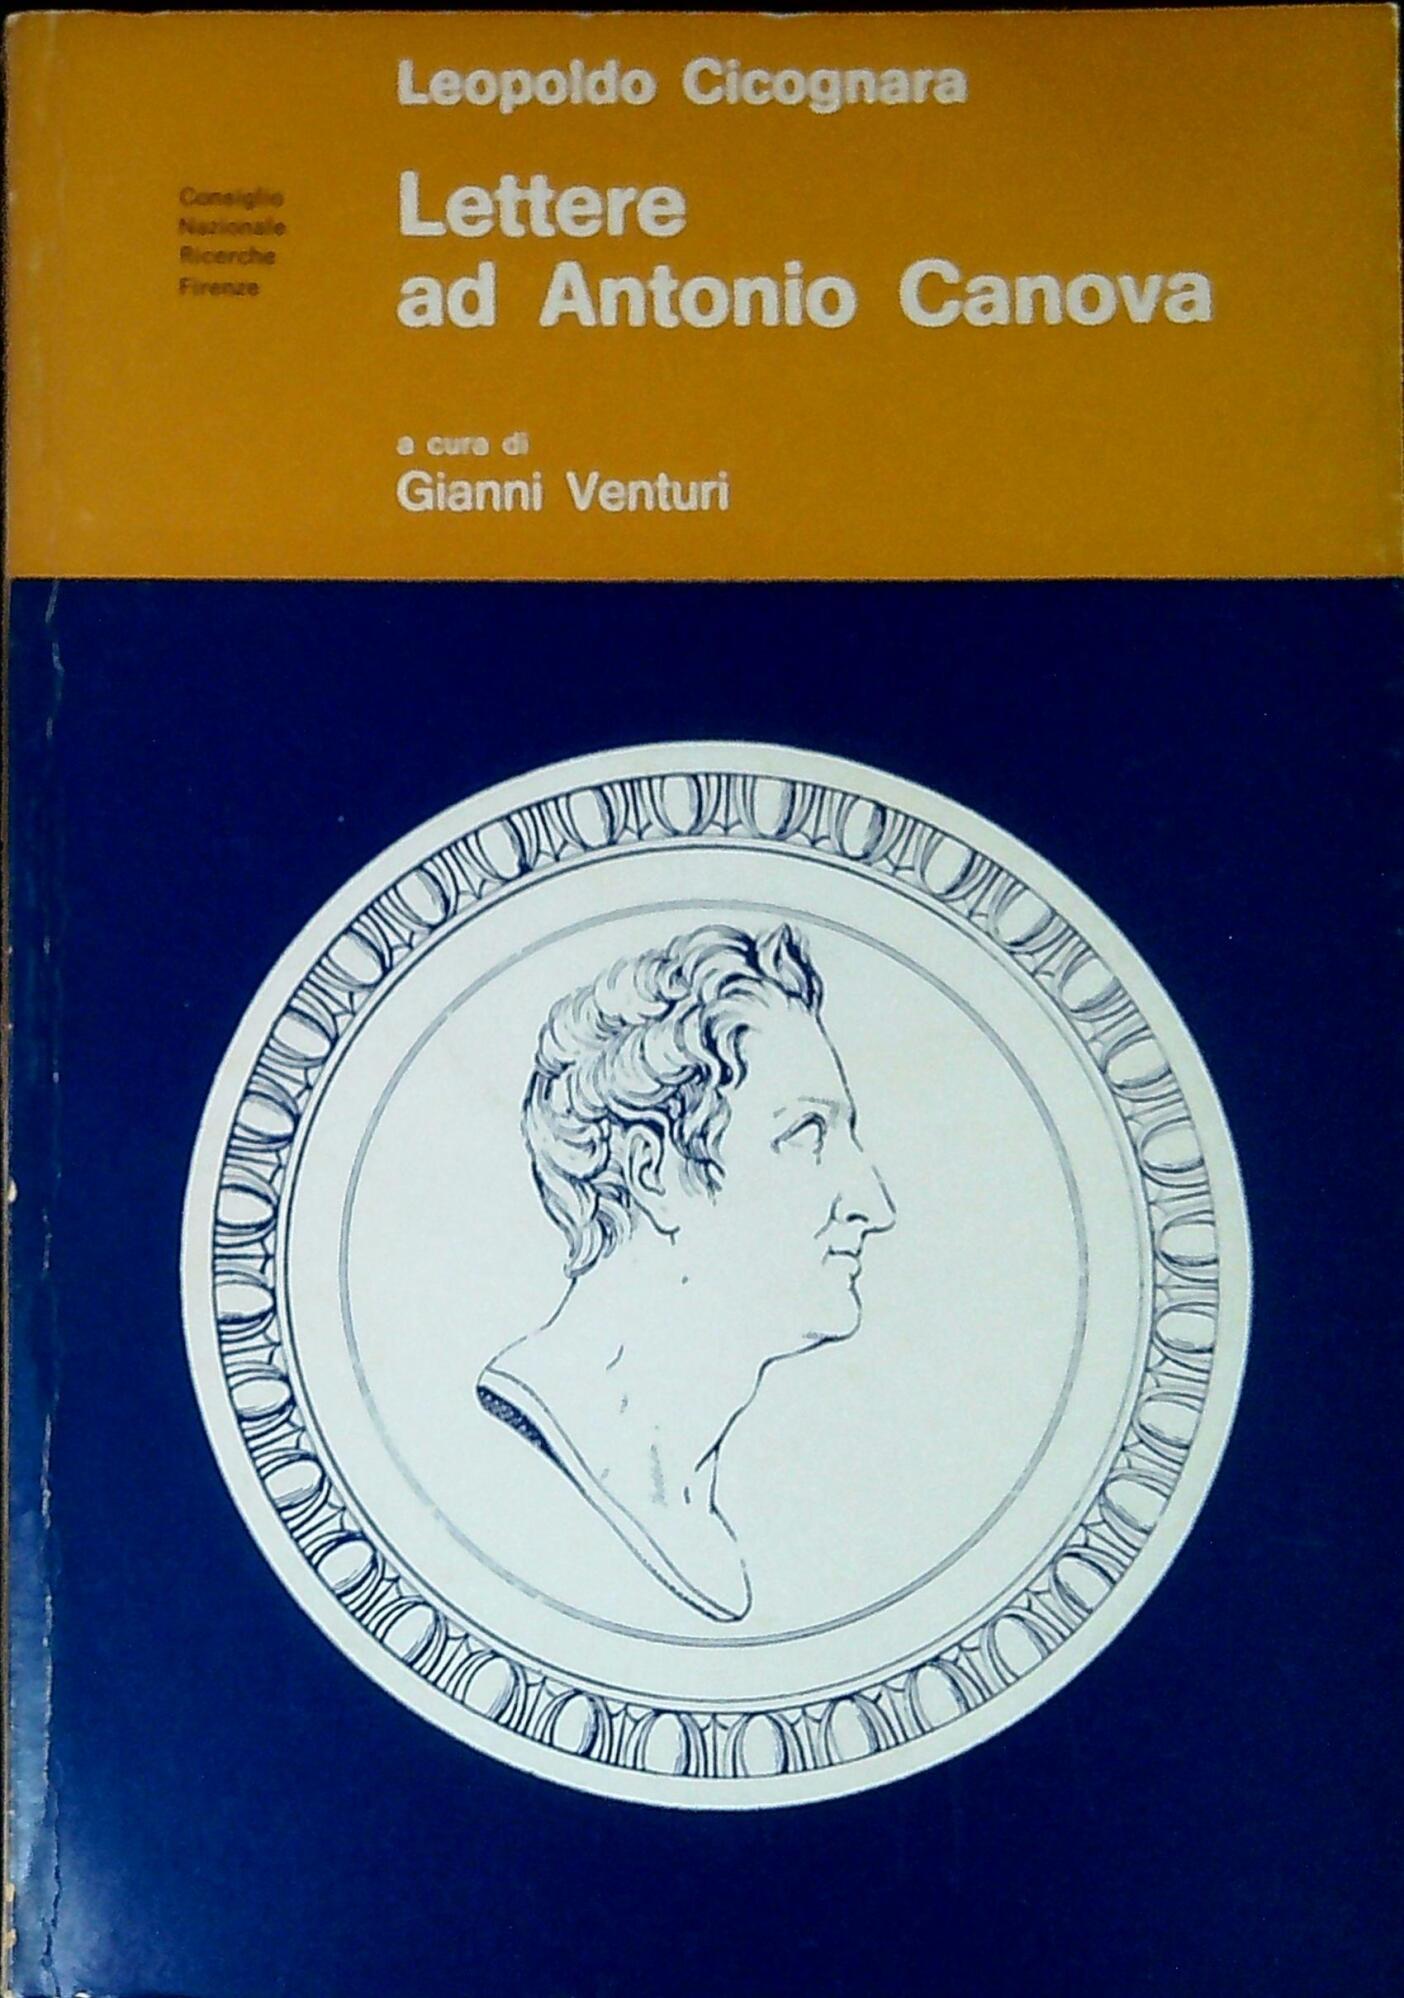 Leopoldo Cicognara
Lettere
ad Antonio Canova
Consiglio
Nazionale
Ricerche
Firenze
a cura di
Gianni Venturi